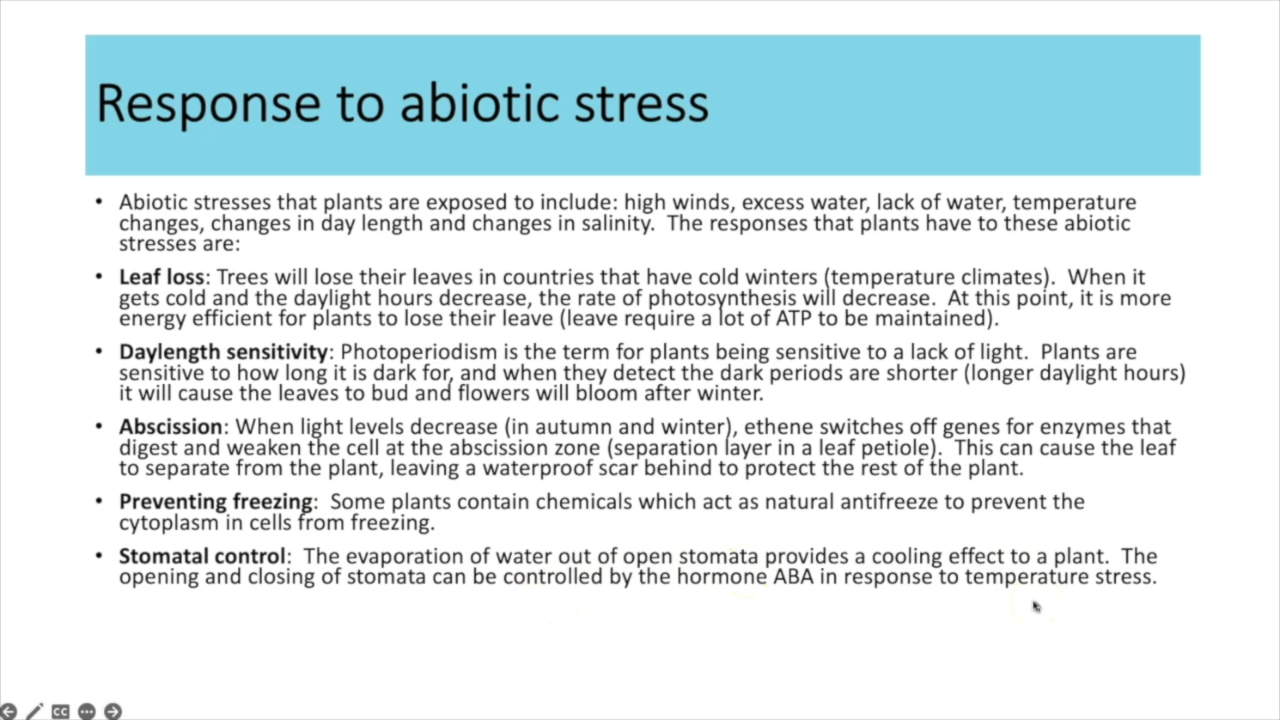 Response to abiotic stress
• Abiotic stresses that plants are exposed to include: high winds, excess water, lack of water, temperature
changes, changes in day length and changes in salinity.  The responses that plants have to these abiotic
stresses are:
• Leaf loss: Trees will lose their leaves in countries that have cold winters (temperature climates).  When it
gets cold and the daylight hours decrease, the rate of photosynthesis will decrease.  At this point, it is more
energy efficient for plants to lose their leave (leave require a lot of ATP to be maintained).
• Daylength sensitivity: Photoperiodism is the term for plants being sensitive to a lack of light.  Plants are
sensitive to how long it is dark for, and when they detect the dark periods are shorter (longer daylight hours)
it will cause the leaves to bud and flowers will bloom after winter.
• Abscission: When light levels decrease (in autumn and winter), ethene switches off genes for enzymes that
digest and weaken the cell at the abscission zone (separation layer in a leaf petiole).  This can cause the leaf
to separate from the plant, leaving a waterproof scar behind to protect the rest of the plant.
• Preventing freezing:  Some plants contain chemicals which act as natural antifreeze to prevent the
cytoplasm in cells from freezing.
• Stomatal control:  The evaporation of water out of open stomata provides a cooling effect to a plant.  The
opening and closing of stomata can be controlled by the hormone ABA in response to temperature stress.
CC